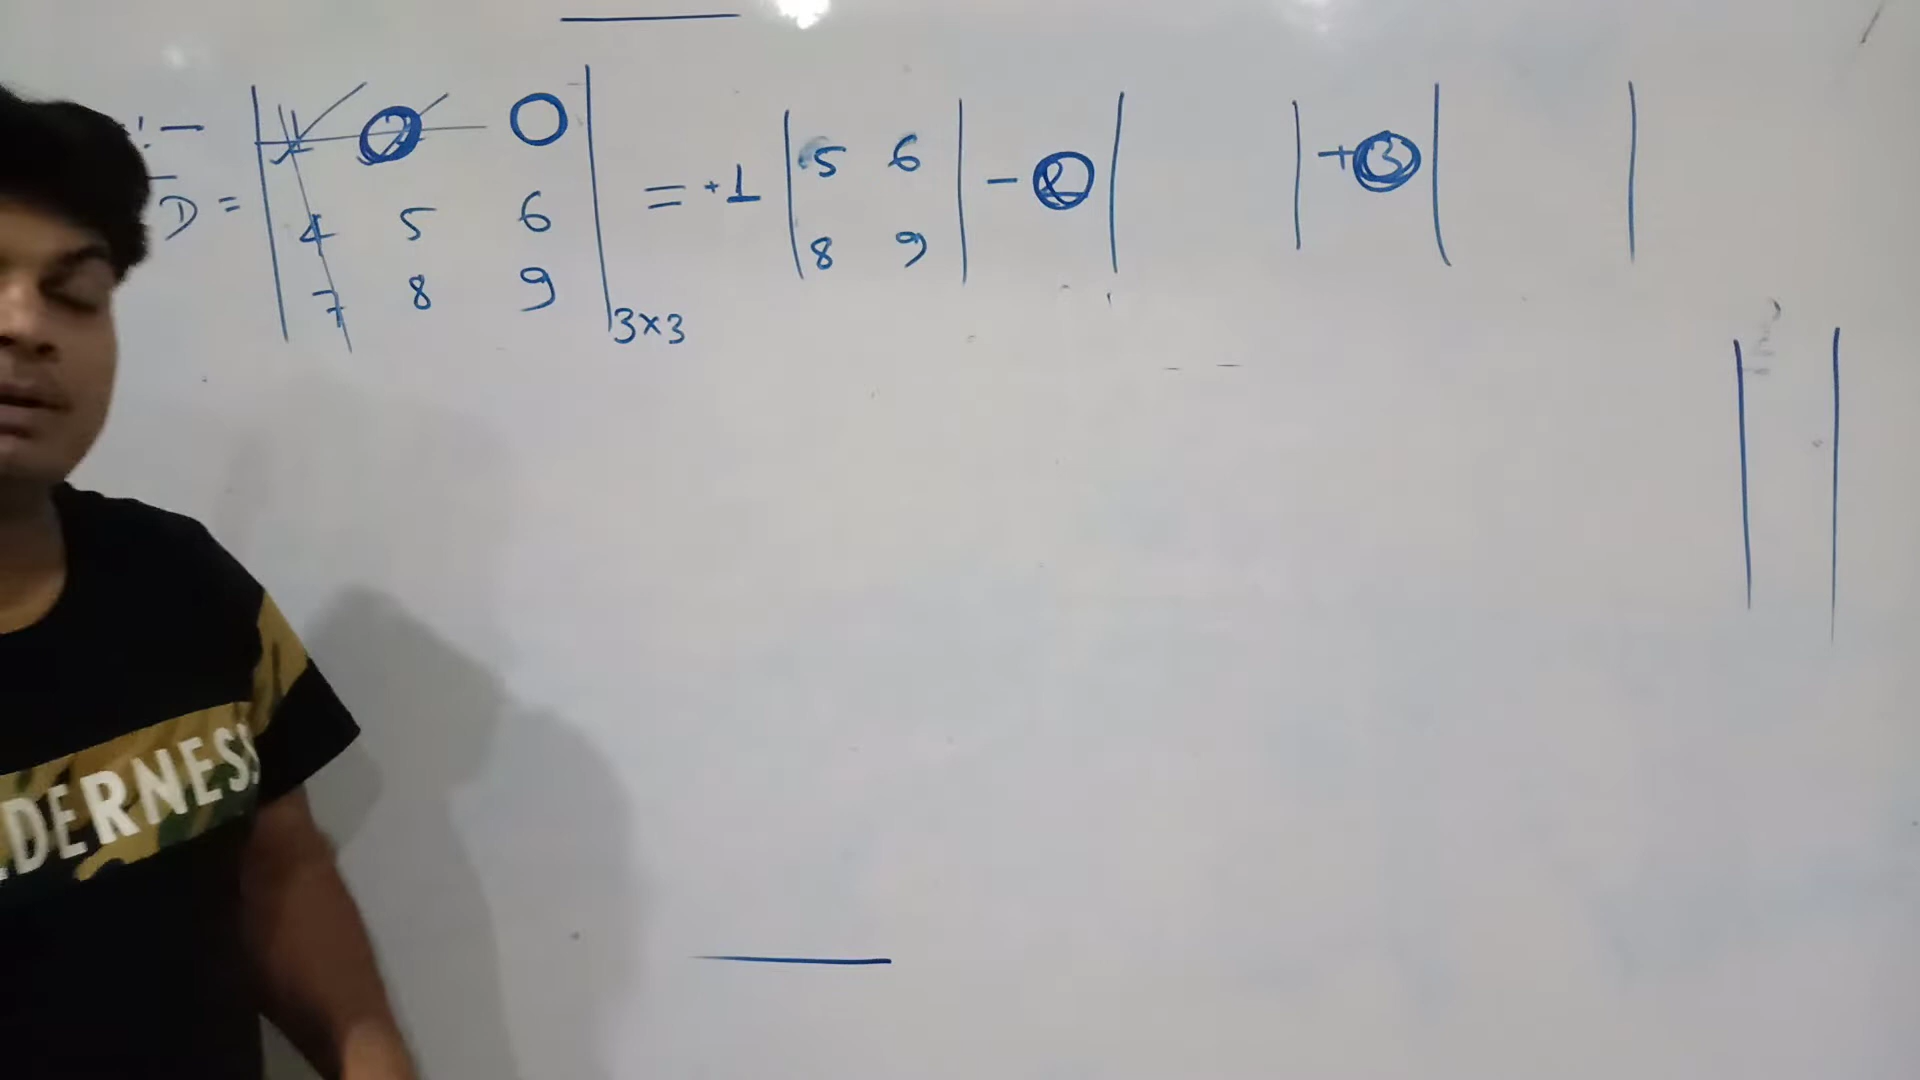 :-
D = | 1 2 0 | = +1 | 5 6 | - 2 | | + 3 | |
4 5 6
8 9
7 8 9
3×3
DERNESS